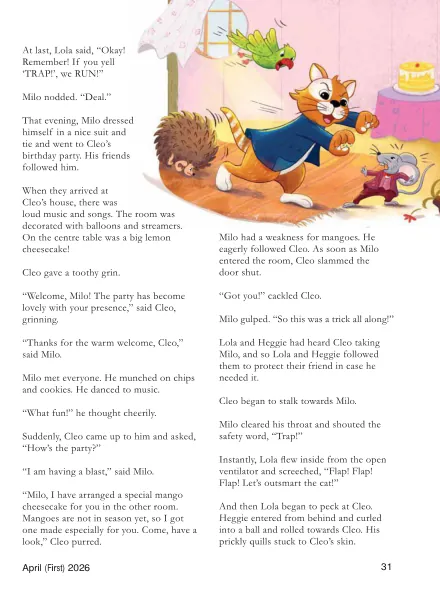 At last, Lola said, “Okay!
Remember! If you yell
‘TRAP!’, we RUN!”
Milo nodded. “Deal.”
That evening, Milo dressed
himself in a nice suit and
tie and went to Cleo’s
birthday party. His friends
followed him.
When they arrived at
Cleo’s house, there was
loud music and songs. The room was
decorated with balloons and streamers.
On the centre table was a big lemon
cheesecake!
Cleo gave a toothy grin.
“Welcome, Milo! The party has become
lovely with your presence,” said Cleo,
grinning.
“Thanks for the warm welcome, Cleo,”
said Milo.
Milo met everyone. He munched on chips
and cookies. He danced to music.
“What fun!” he thought cheerily.
Suddenly, Cleo came up to him and asked,
“How’s the party?”
“I am having a blast,” said Milo.
“Milo, I have arranged a special mango
cheesecake for you in the other room.
Mangoes are not in season yet, so I got
one made especially for you. Come, have a
look,” Cleo purred.
Milo had a weakness for mangoes. He
eagerly followed Cleo. As soon as Milo
entered the room, Cleo slammed the
door shut.
“Got you!” cackled Cleo.
Milo gulped. “So this was a trick all along!”
Lola and Heggie had heard Cleo taking
Milo, and so Lola and Heggie followed
them to protect their friend in case he
needed it.
Cleo began to stalk towards Milo.
Milo cleared his throat and shouted the
safety word, “Trap!”
Instantly, Lola flew inside from the open
ventilator and screeched, “Flap! Flap!
Flap! Let’s outsmart the cat!”
And then Lola began to peck at Cleo.
Heggie entered from behind and curled
into a ball and rolled towards Cleo. His
prickly quills stuck to Cleo’s skin.
April (First) 2026
31